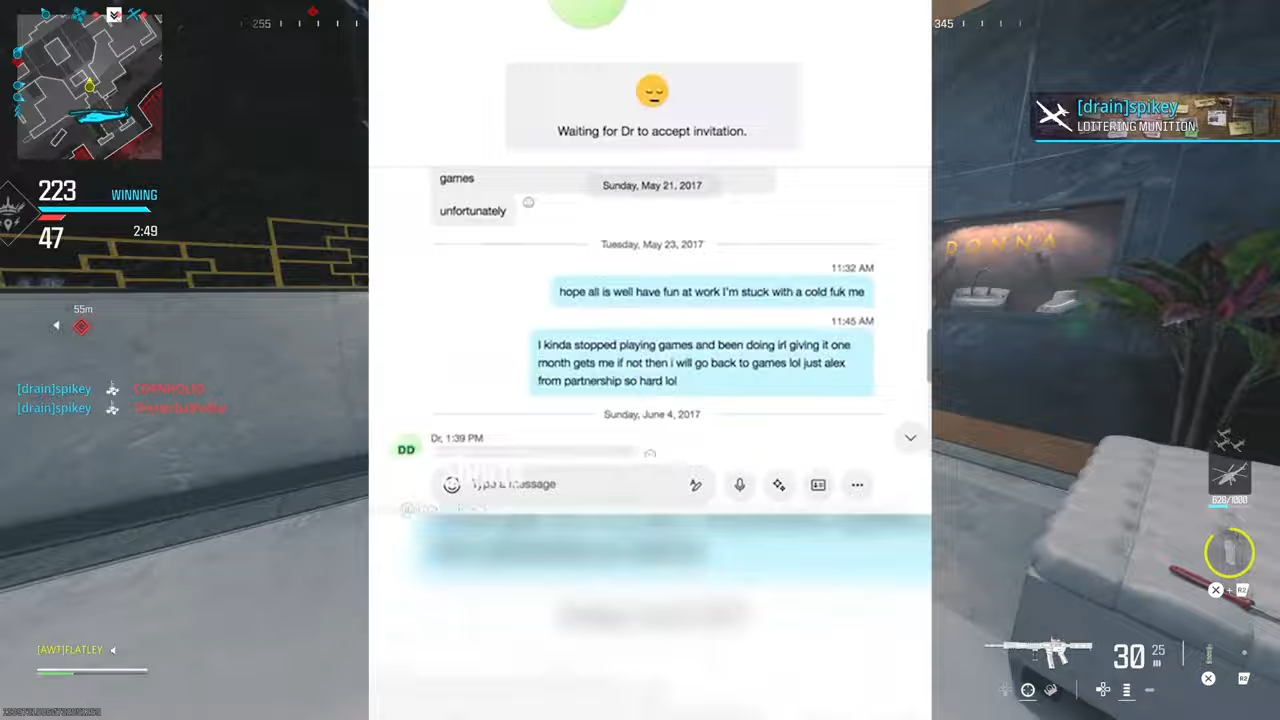 255
345
[drain]spikey
LOITERING MUNITION
Waiting for Dr to accept invitation.
games
Sunday, May 21, 2017
unfortunately
223
WINNING
47
2:49
Tuesday, May 23, 2017
DONNA
11:32 AM
hope all is well have fun at work I'm stuck with a cold fuk me
55m
11:45 AM
I kinda stopped playing games and been doing irl giving it one
month gets me if not then i will go back to games lol just alex
from partnership so hard lol
[drain]spikey
[drain]spikey
Sunday, June 4, 2017
Dr, 1:39 PM
DD
Type a message
628/1000
X + R2
[AWT]FLATLEY
30
25
X
R2